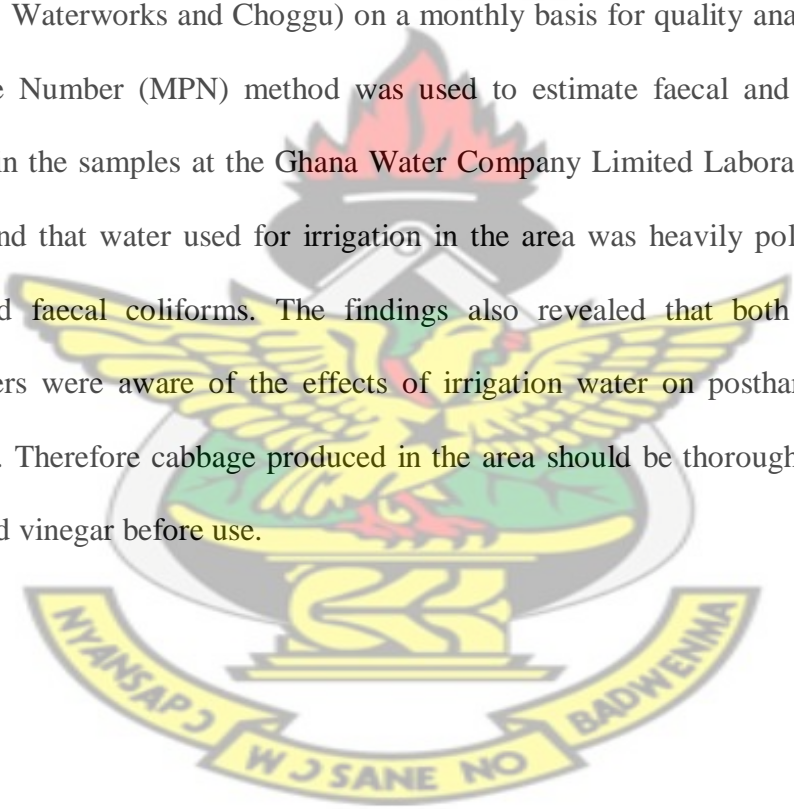 Waterworks and Choggu) on a monthly basis for quality ana
e Number (MPN) method was used to estimate faecal and
in the samples at the Ghana Water Company Limited Labora
nd that water used for irrigation in the area was heavily pol
d faecal coliforms. The findings also revealed that both
ers were aware of the effects of irrigation water on posthar
. Therefore cabbage produced in the area should be thorough
d vinegar before use.
NYANSAPƆ
WƆSANE NO
BADWENMA